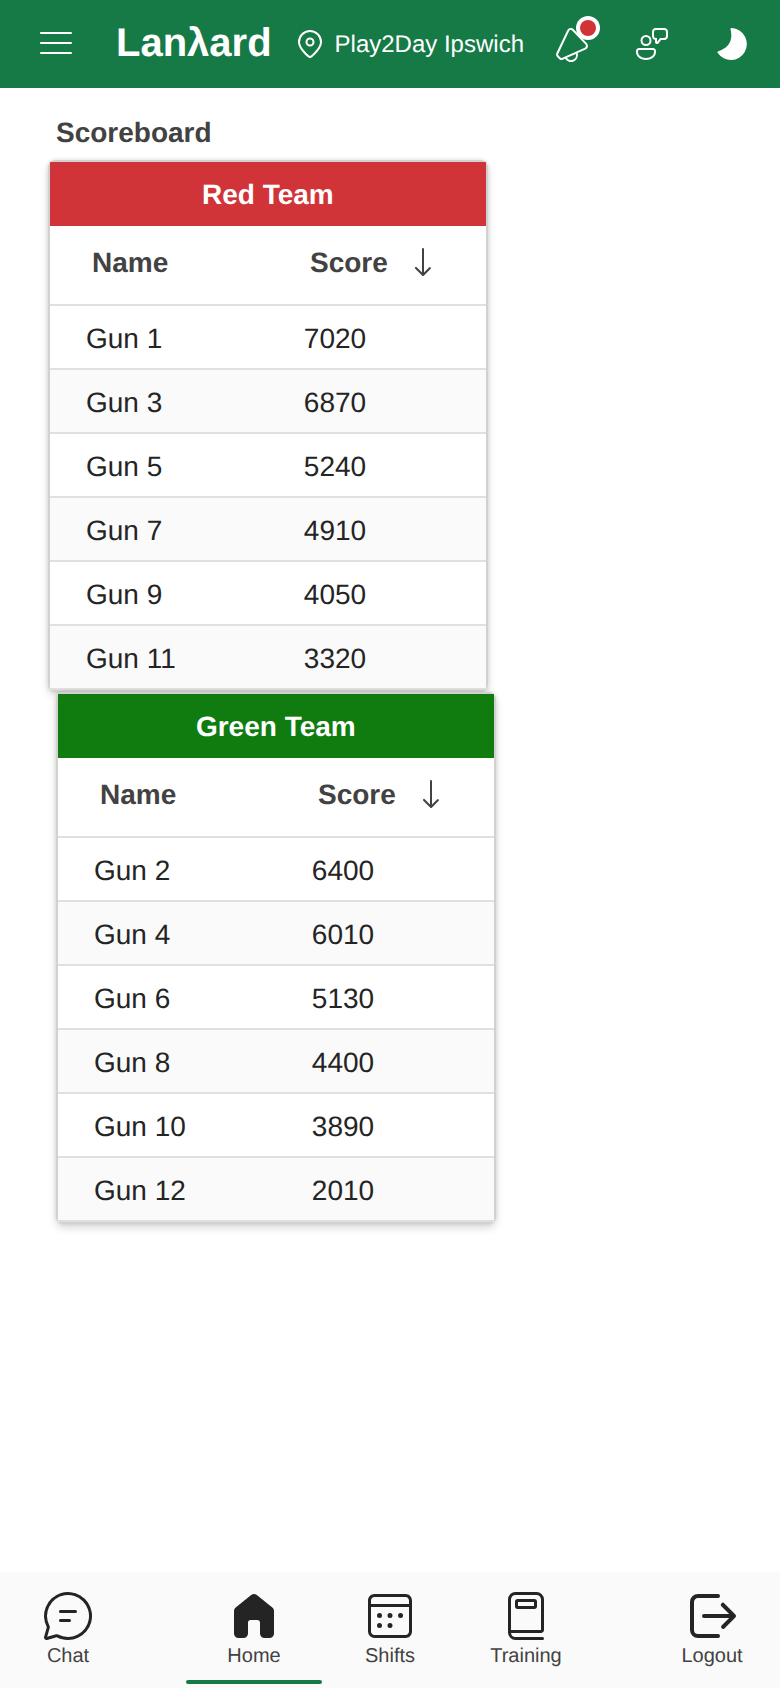 Lanλard Play2Day Ipswich
Scoreboard
Red Team
Name Score
Gun 1 7020
Gun 3 6870
Gun 5 5240
Gun 7 4910
Gun 9 4050
Gun 11 3320
Green Team
Name Score
Gun 2 6400
Gun 4 6010
Gun 6 5130
Gun 8 4400
Gun 10 3890
Gun 12 2010
Chat Home Shifts Training Logout